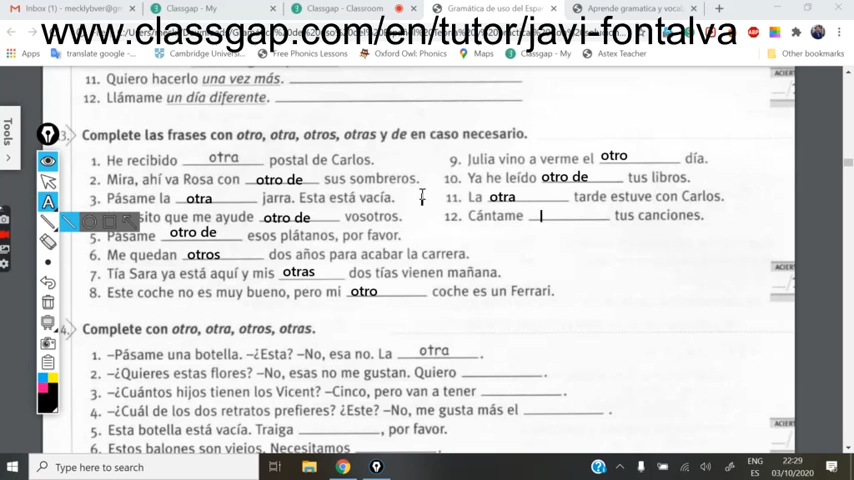 Inbox (1) - mecklybver@gm
Classgap - My
Classgap - Classroom
Gramática de uso del Espan
Aprende gramatica y vocab
www.classgap.com/en/tutor/javi-fontalva
Apps
translate google -...
Cambridge University...
Free Phonics Lessons
Oxford Owl: Phonics
Maps
Classgap - My
Astex Teacher
Other bookmarks
Tools
11. Quiero hacerlo una vez más.
12. Llámame un día diferente.
ACIERT
Complete las frases con otro, otra, otros, otras y de en caso necesario.
1. He recibido otra postal de Carlos.
2. Mira, ahí va Rosa con otro de sus sombreros.
3. Pásame la otra jarra. Esta está vacía.
sito que me ayude otro de vosotros.
5. Pásame otro de esos plátanos, por favor.
6. Me quedan otros dos años para acabar la carrera.
7. Tía Sara ya está aquí y mis otras dos tías vienen mañana.
8. Este coche no es muy bueno, pero mi otro coche es un Ferrari.
9. Julia vino a verme el otro día.
10. Ya he leído otro de tus libros.
11. La otra tarde estuve con Carlos.
12. Cántame tus canciones.
ACIERT
4. Complete con otro, otra, otros, otras.
1. –Pásame una botella. –¿Esta? –No, esa no. La otra.
2. –¿Quieres estas flores? –No, esas no me gustan. Quiero
3. –¿Cuántos hijos tienen los Vicent? –Cinco, pero van a tener
4. –¿Cuál de los dos retratos prefieres? ¿Este? –No, me gusta más el
5. Esta botella está vacía. Traiga , por favor.
6. Estos balones son viejos. Necesitamos
ACIERT
Type here to search
ENG
ES
22:29
03/10/2020